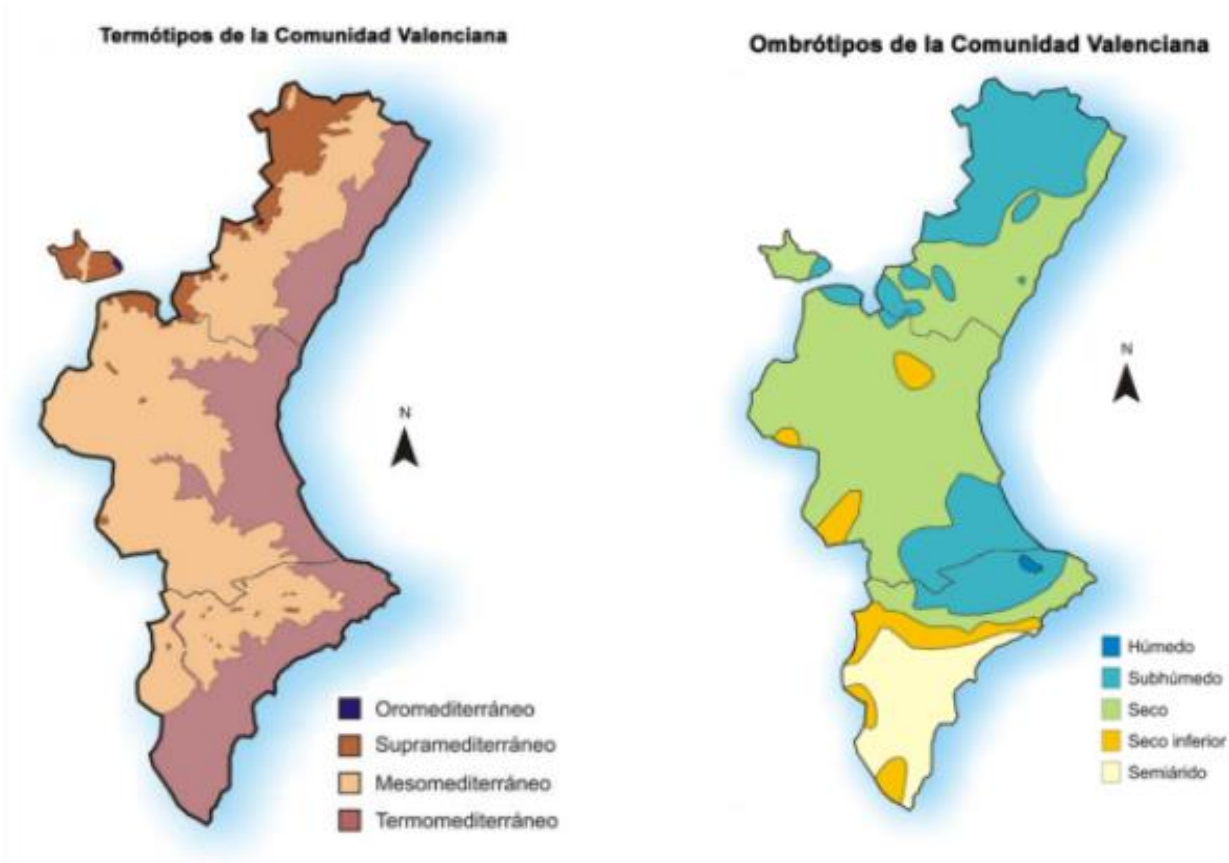 Termótipos de la Comunidad Valenciana
N
Oromediterráneo
Supramediterráneo
Mesomediterráneo
Termomediterráneo
Ombrótipos de la Comunidad Valenciana
N
Húmedo
Subhúmedo
Seco
Seco inferior
Semiárido